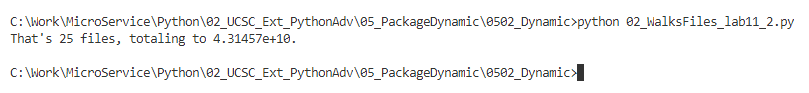 C:\Work\MicroService\Python\02_UCSC_Ext_PythonAdv\05_PackageDynamic\0502_Dynamic>python 02_WalksFiles_lab11_2.py
That's 25 files, totaling to 4.31457e+10.
C:\Work\MicroService\Python\02_UCSC_Ext_PythonAdv\05_PackageDynamic\0502_Dynamic>